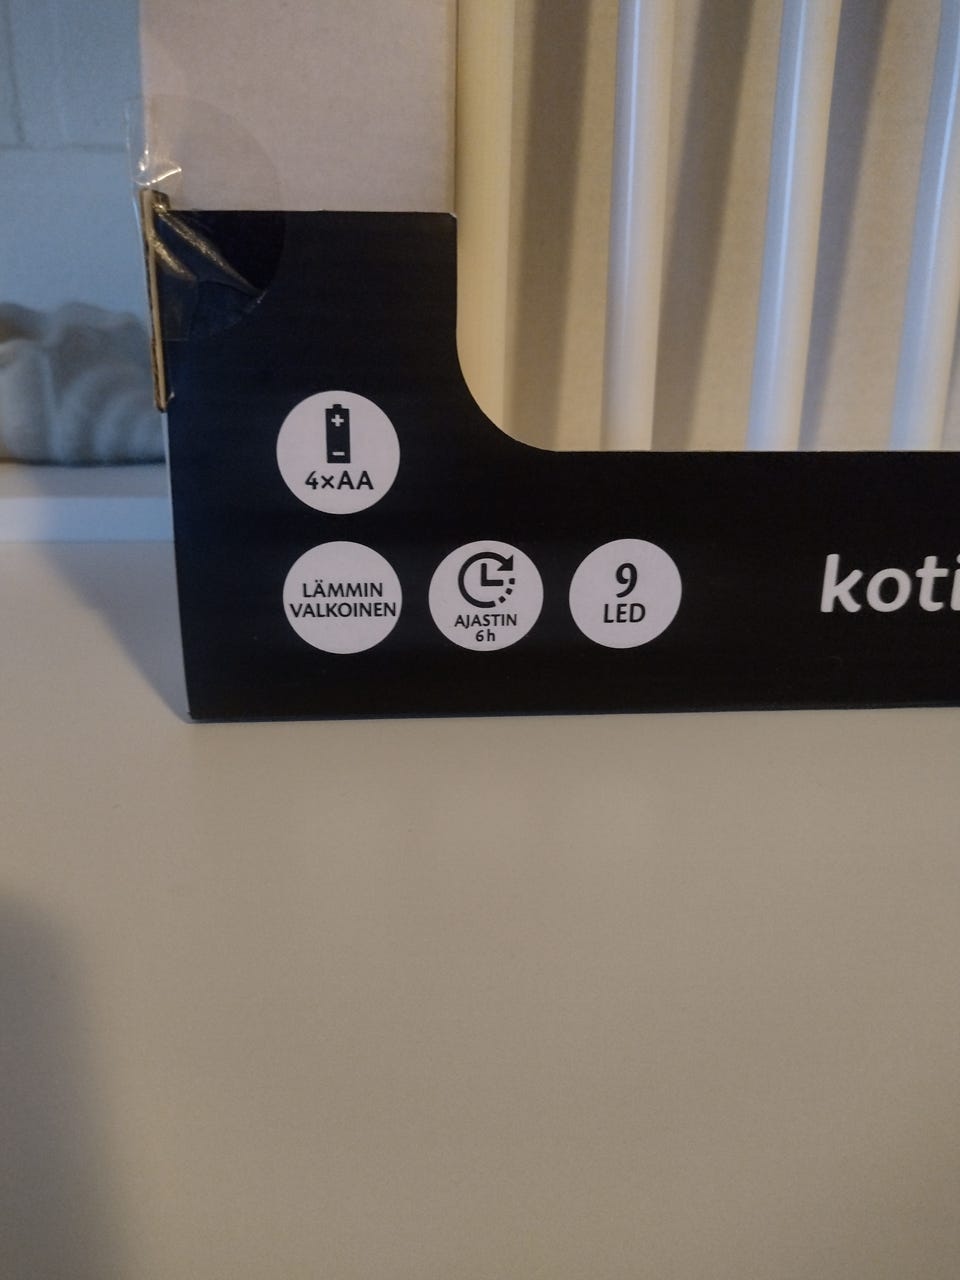 4×AA
LÄMMIN
VALKOINEN
AJASTIN
6h
9
LED
koti